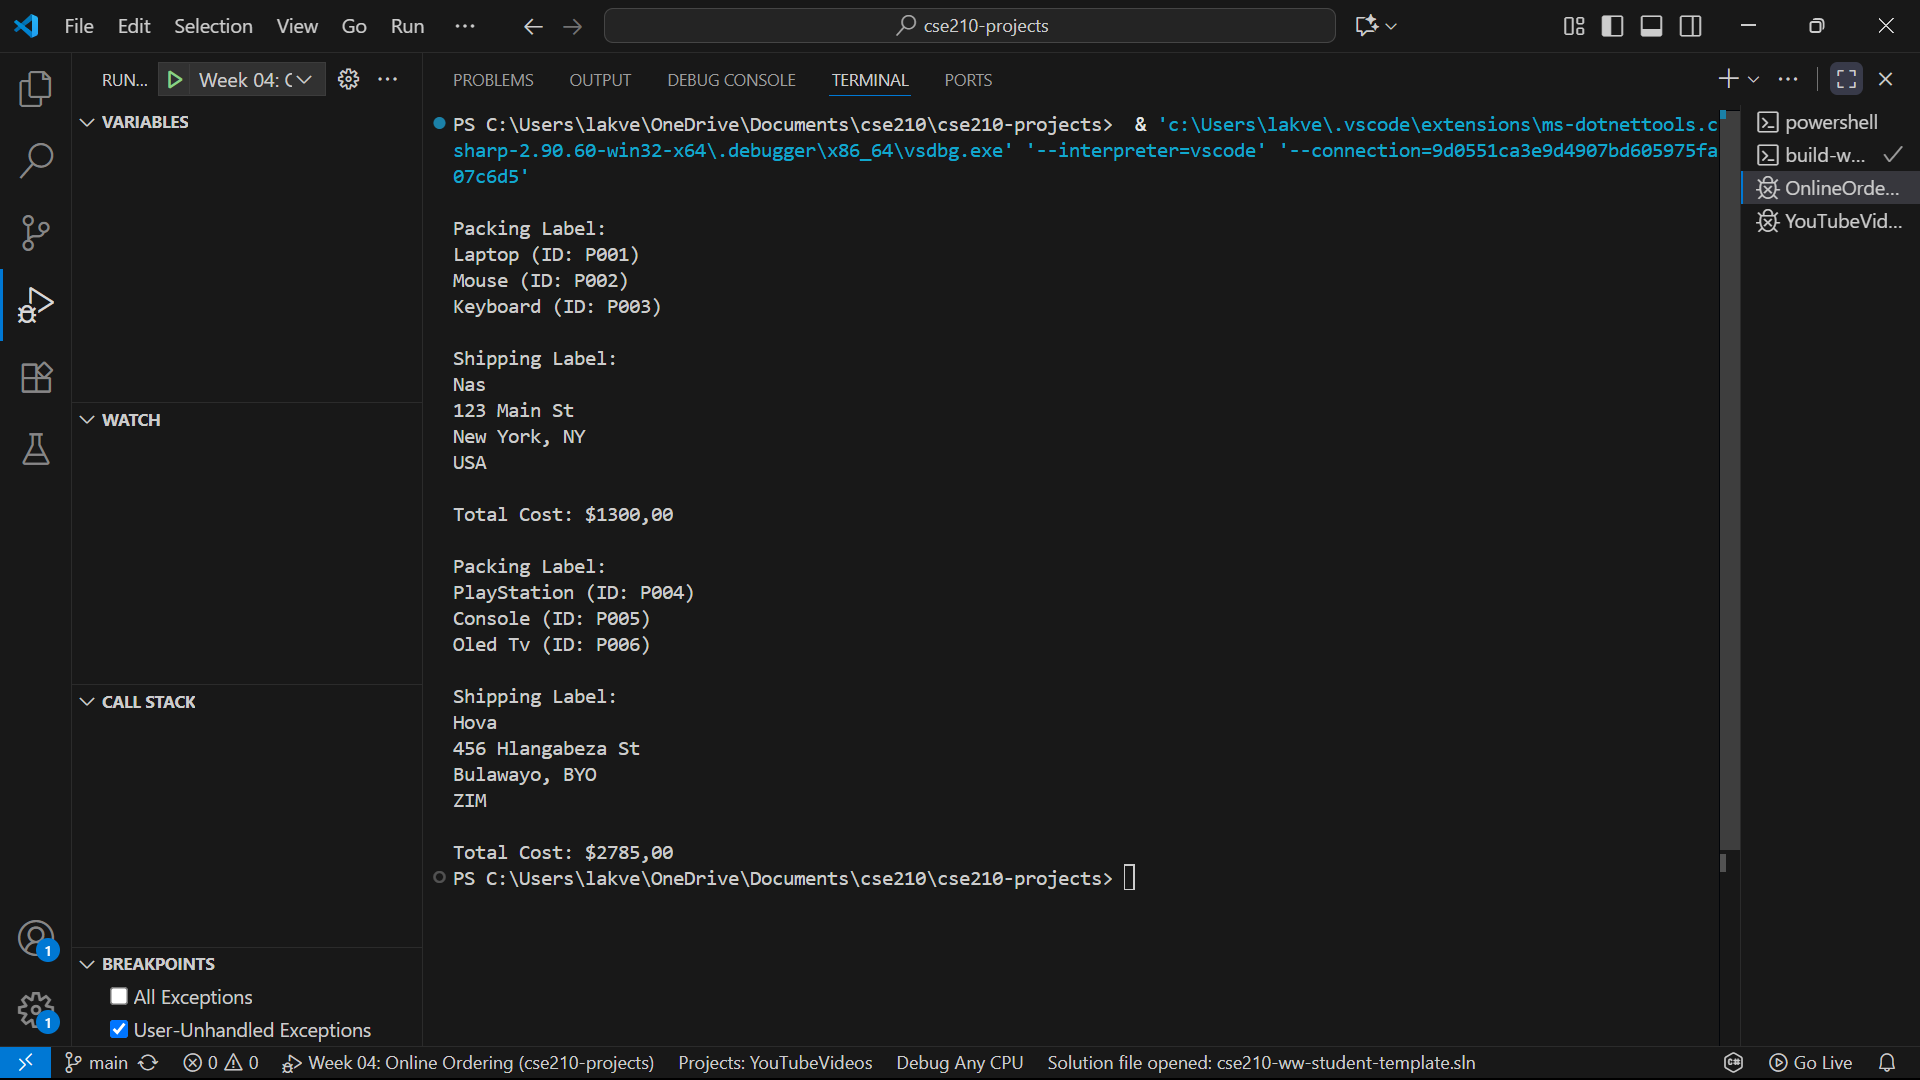 File Edit Selection View Go Run ··· cse210-projects
RUN... Week 04: C
VARIABLES
WATCH
CALL STACK
BREAKPOINTS
All Exceptions
User-Unhandled Exceptions
PROBLEMS OUTPUT DEBUG CONSOLE TERMINAL PORTS
PS C:\Users\lakve\OneDrive\Documents\cse210\cse210-projects>  & 'c:\Users\lakve\.vscode\extensions\ms-dotnettools.c
sharp-2.90.60-win32-x64\.debugger\x86_64\vsdbg.exe' '--interpreter=vscode' '--connection=9d0551ca3e9d4907bd605975fa
07c6d5'
Packing Label:
Laptop (ID: P001)
Mouse (ID: P002)
Keyboard (ID: P003)
Shipping Label:
Nas
123 Main St
New York, NY
USA
Total Cost: $1300,00
Packing Label:
PlayStation (ID: P004)
Console (ID: P005)
Oled Tv (ID: P006)
Shipping Label:
Hova
456 Hlangabeza St
Bulawayo, BYO
ZIM
Total Cost: $2785,00
PS C:\Users\lakve\OneDrive\Documents\cse210\cse210-projects>
powershell
build-w...
OnlineOrde...
YouTubeVid...
1
1
main 0 0 Week 04: Online Ordering (cse210-projects) Projects: YouTubeVideos Debug Any CPU Solution file opened: cse210-ww-student-template.sln Go Live